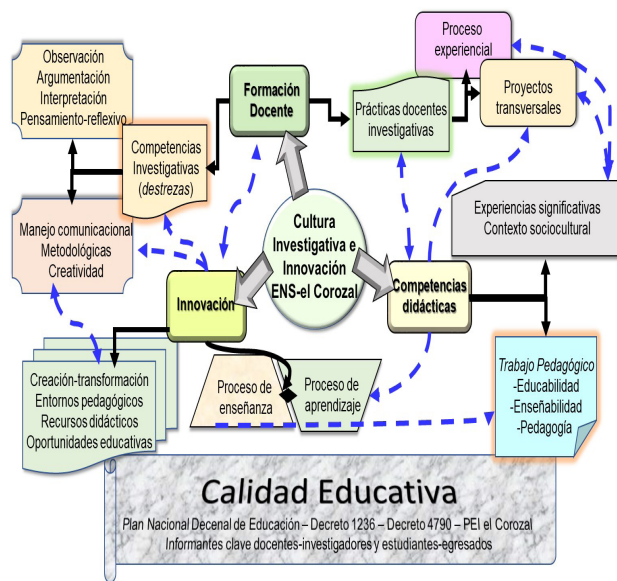 Proceso
experiencial
Observación
Argumentación
Interpretación
Pensamiento-reflexivo
Formación
Docente
Proyectos
transversales
Prácticas docentes
investigativas
Competencias
Investigativas
(destrezas)
Experiencias significativas
Contexto sociocultural
Manejo comunicacional
Metodológicas
Creatividad
Cultura
Investigativa e
Innovación
ENS-el Corozal
Innovación
Competencias
didácticas
Creación-transformación
Entornos pedagógicos
Recursos didácticos
Oportunidades educativas
Proceso de
enseñanza
Proceso de
aprendizaje
Trabajo Pedagógico
-Educabilidad
-Enseñabilidad
-Pedagogía
Calidad Educativa
Plan Nacional Decenal de Educación – Decreto 1236 – Decreto 4790 – PEI el Corozal
Informantes clave docentes-investigadores y estudiantes-egresados